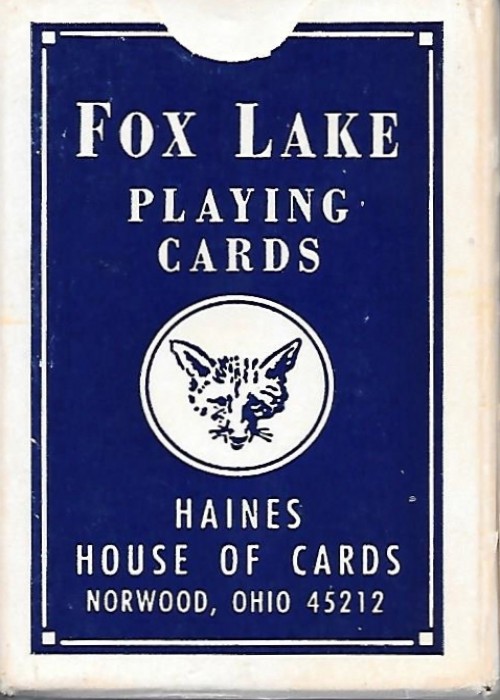 FOX LAKE
PLAYING
CARDS
HAINES
HOUSE OF CARDS
NORWOOD, OHIO 45212